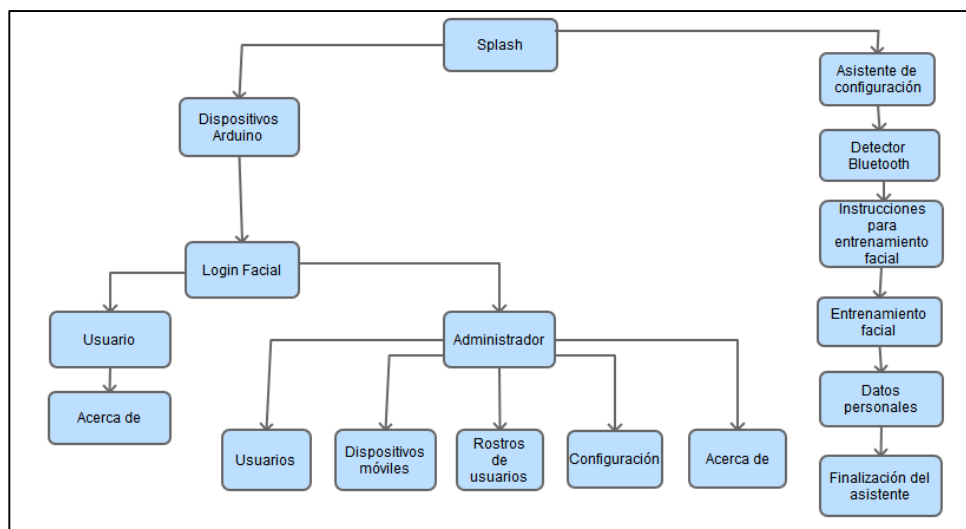 Splash
Asistente de
configuración
Dispositivos
Arduino
Detector
Bluetooth
Instrucciones
para
entrenamiento
facial
Login Facial
Usuario
Administrador
Entrenamiento
facial
Acerca de
Datos
personales
Usuarios
Dispositivos
móviles
Rostros
de
usuarios
Configuración
Acerca de
Finalización del
asistente